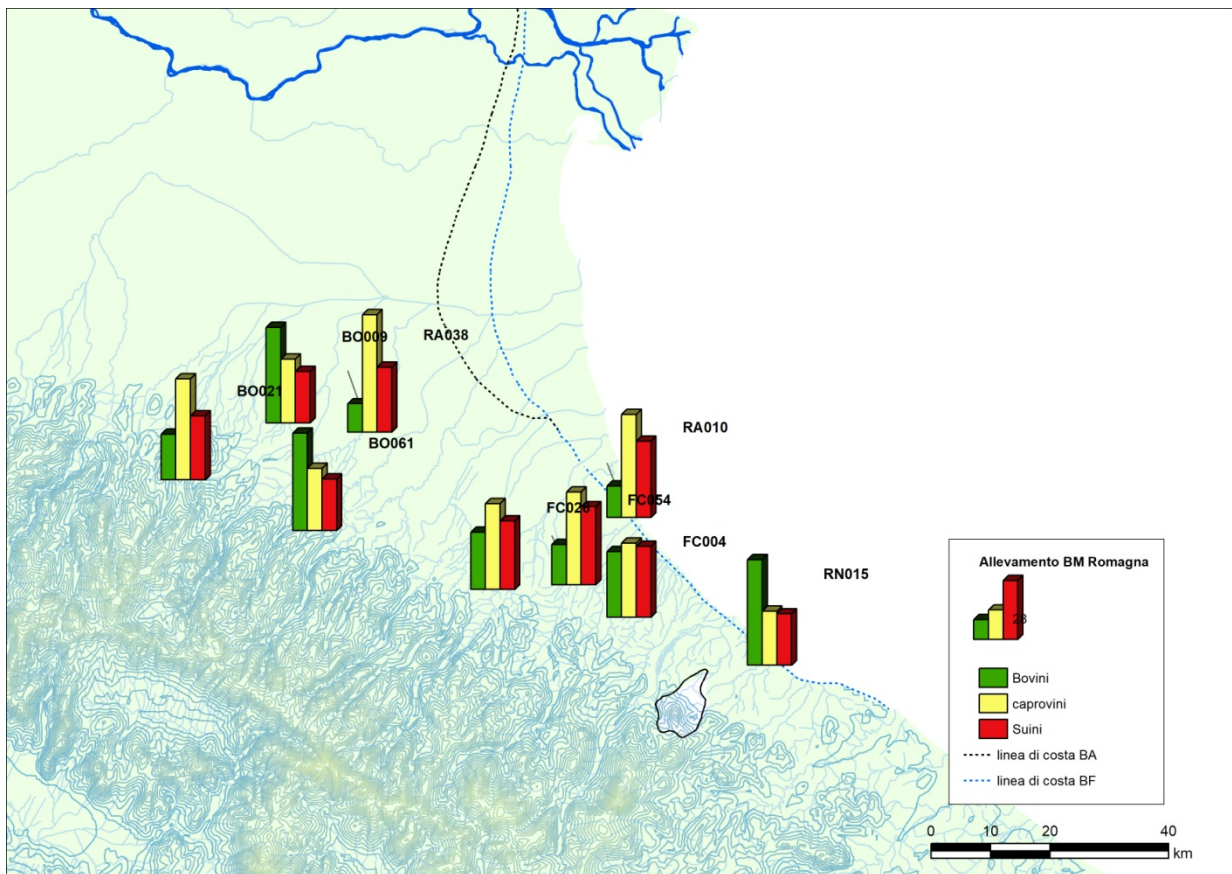 BO009
RA038
BO021
BO061
RA010
FC026
FC054
FC004
RN015
Allevamento BM Romagna
28
Bovini
caprovini
Suini
linea di costa BA
linea di costa BF
0 10 20 40
km